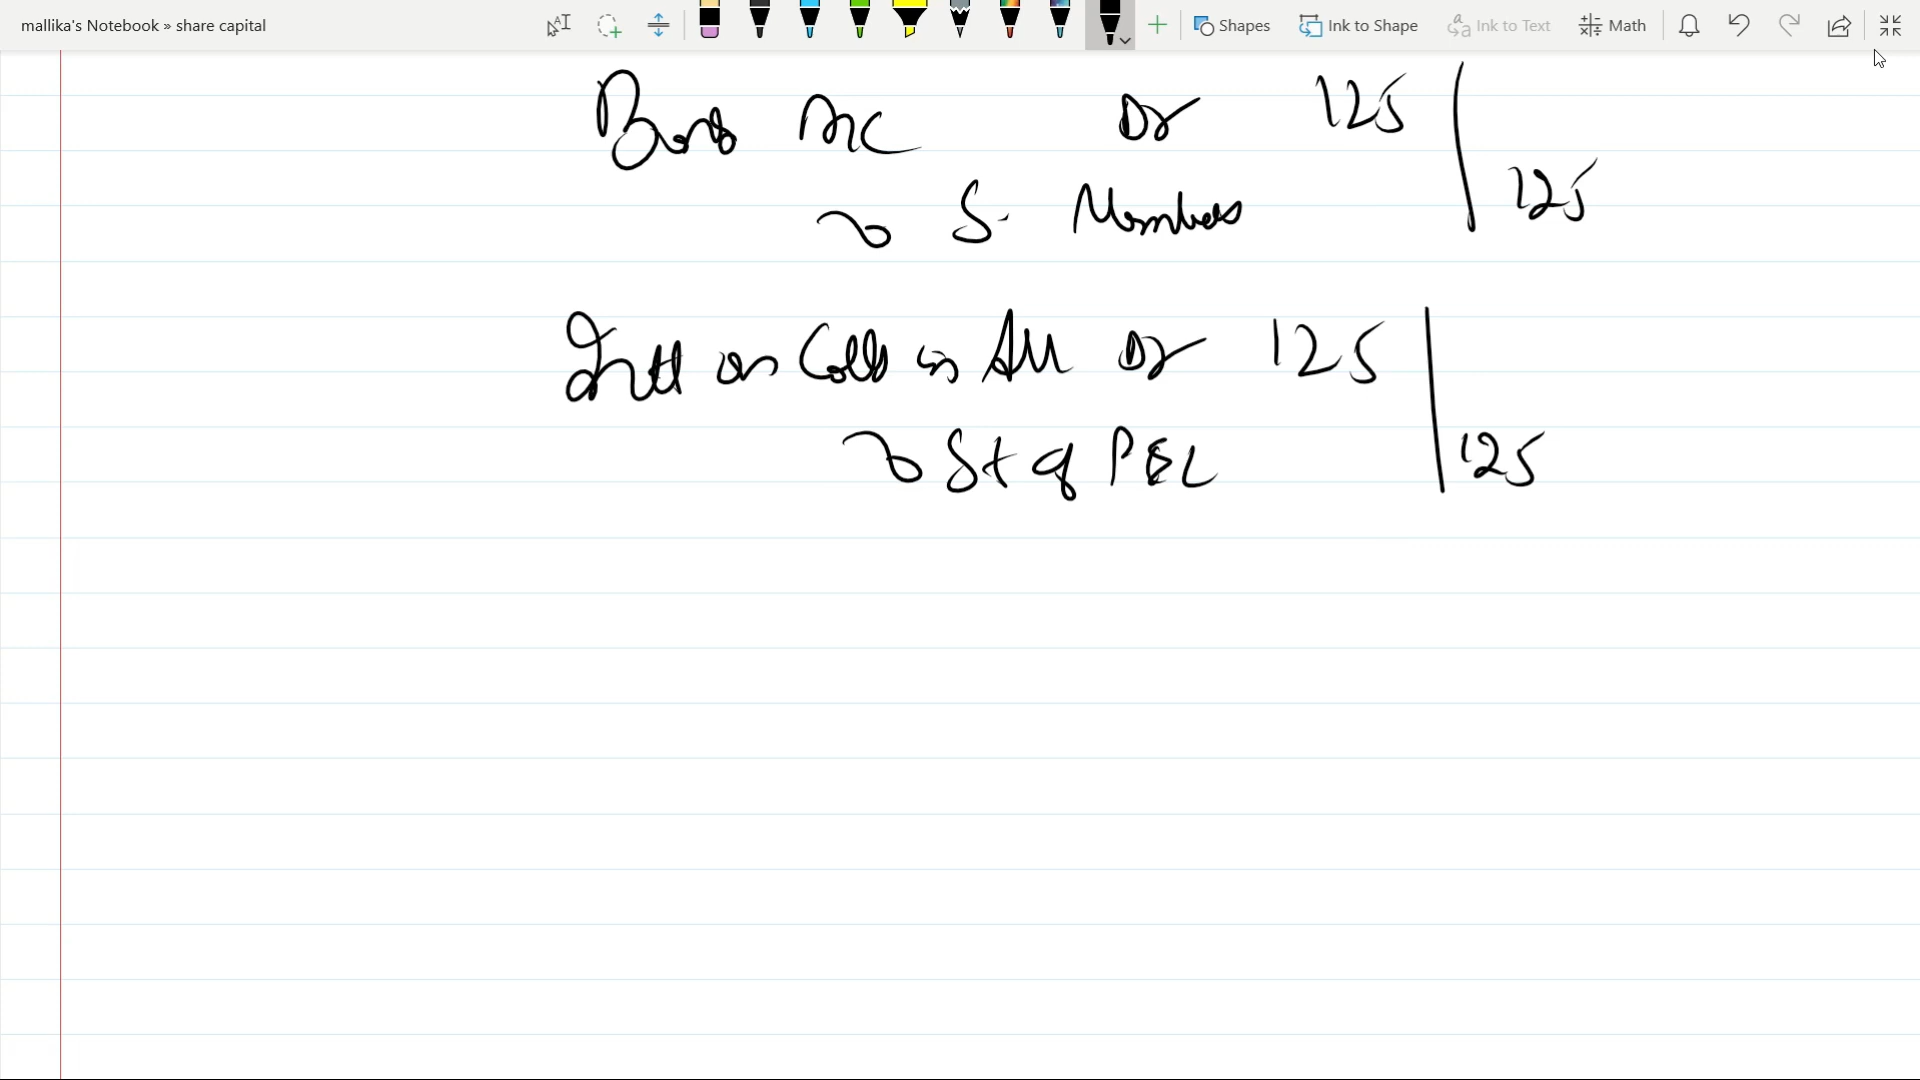 mallika's Notebook » share capital Shapes Ink to Shape Ink to Text Math
Bank A/c Dr 125
To S. Members 125
Intt on Calls in Arr Dr 125
To St of P&L 125